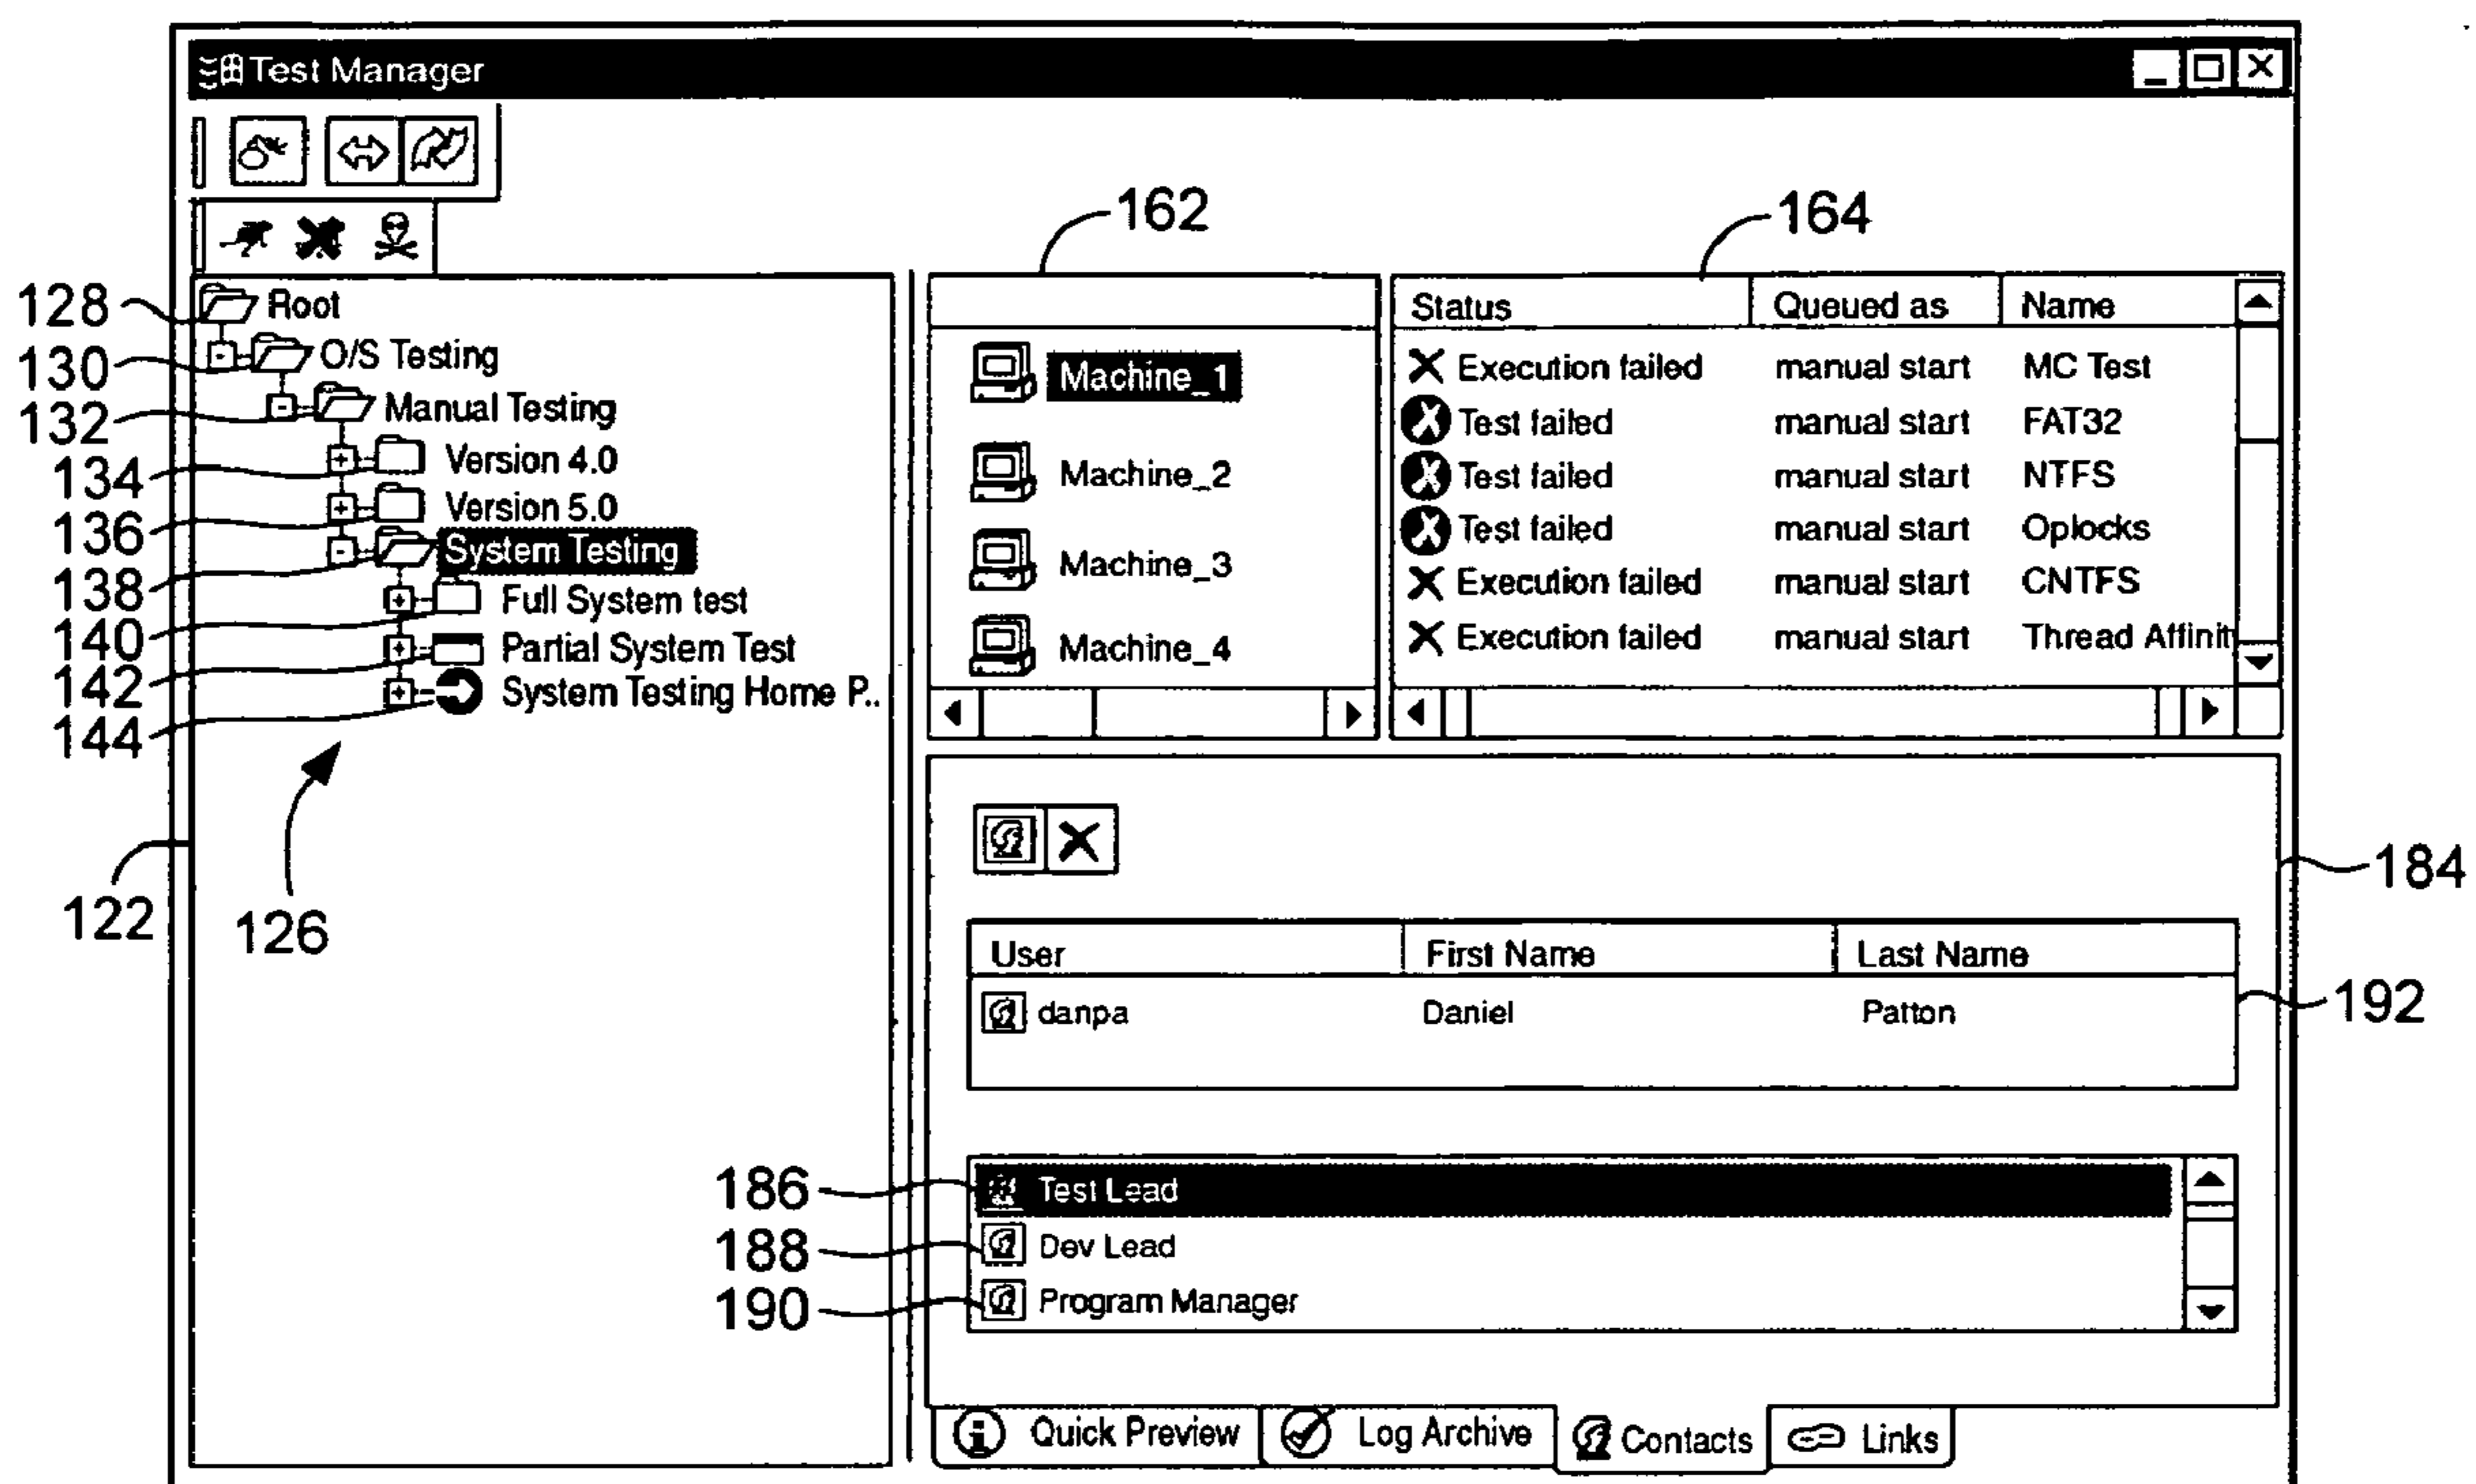 Test Manager
162
164
128
Root
130
O/S Testing
132
Manual Testing
134
Version 4.0
136
Version 5.0
138
System Testing
140
Full System test
142
Partial System Test
144
System Testing Home P..
122
126
Machine_1
Machine_2
Machine_3
Machine_4
Status Queued as Name
Execution failed manual start MC Test
Test failed manual start FAT32
Test failed manual start NTFS
Test failed manual start Oplocks
Execution failed manual start CNTFS
Execution failed manual start Thread Affinit
184
User First Name Last Name
danpa Daniel Patton
192
186 Test Lead
188 Dev Lead
190 Program Manager
Quick Preview Log Archive Contacts Links